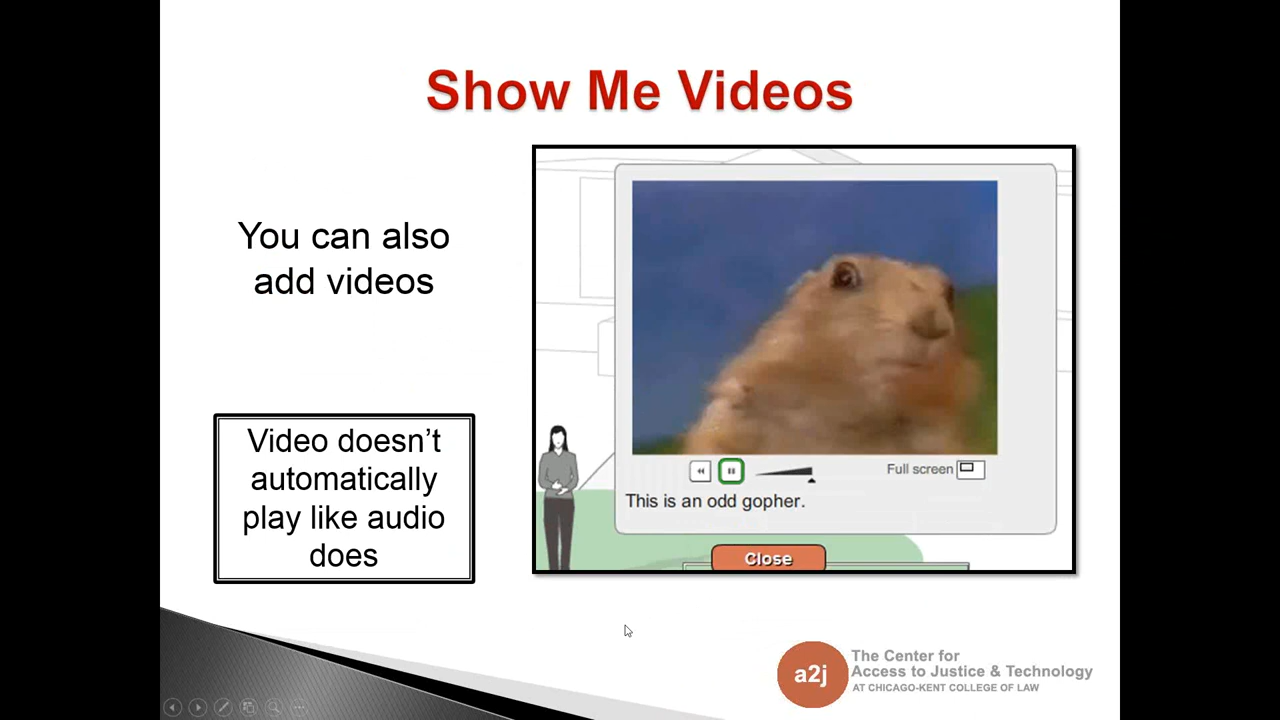 Show Me Videos
You can also
add videos
Video doesn’t
automatically
play like audio
does
Full screen
This is an odd gopher.
Close
a2j
The Center for
Access to Justice & Technology
AT CHICAGO-KENT COLLEGE OF LAW